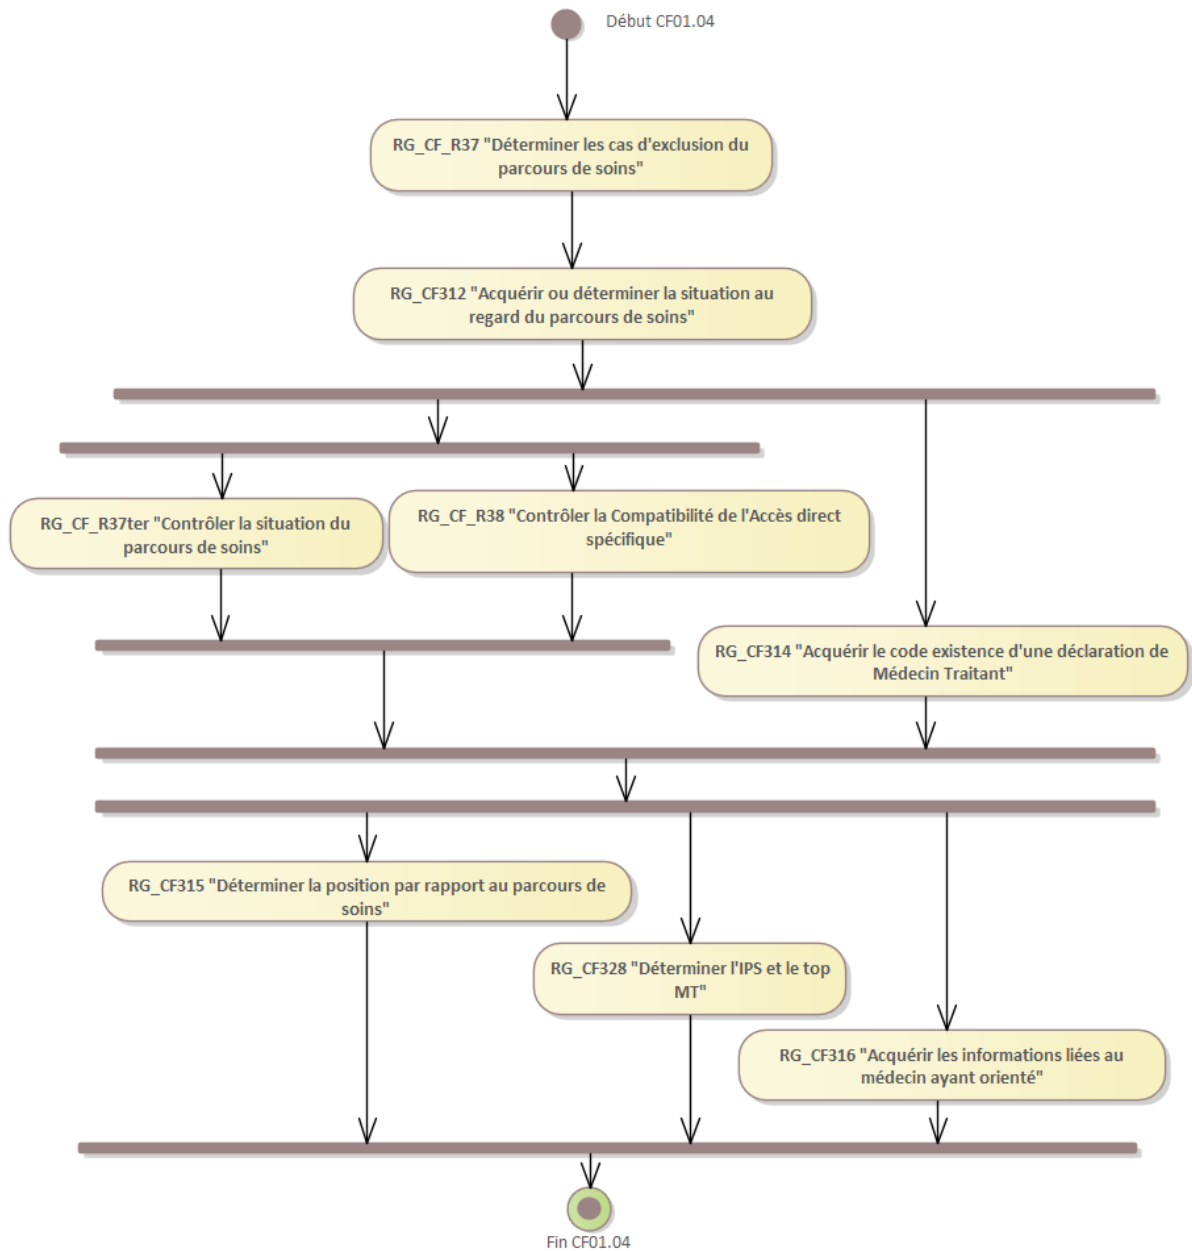 Début CF01.04
RG_CF_R37 "Déterminer les cas d'exclusion du
parcours de soins"
RG_CF312 "Acquérir ou déterminer la situation au
regard du parcours de soins"
RG_CF_R37ter "Contrôler la situation du
parcours de soins"
RG_CF_R38 "Contrôler la Compatibilité de l'Accès direct
spécifique"
RG_CF314 "Acquérir le code existence d'une déclaration de
Médecin Traitant"
RG_CF315 "Déterminer la position par rapport au parcours de
soins"
RG_CF328 "Déterminer l'IPS et le top
MT"
RG_CF316 "Acquérir les informations liées au
médecin ayant orienté"
Fin CF01.04